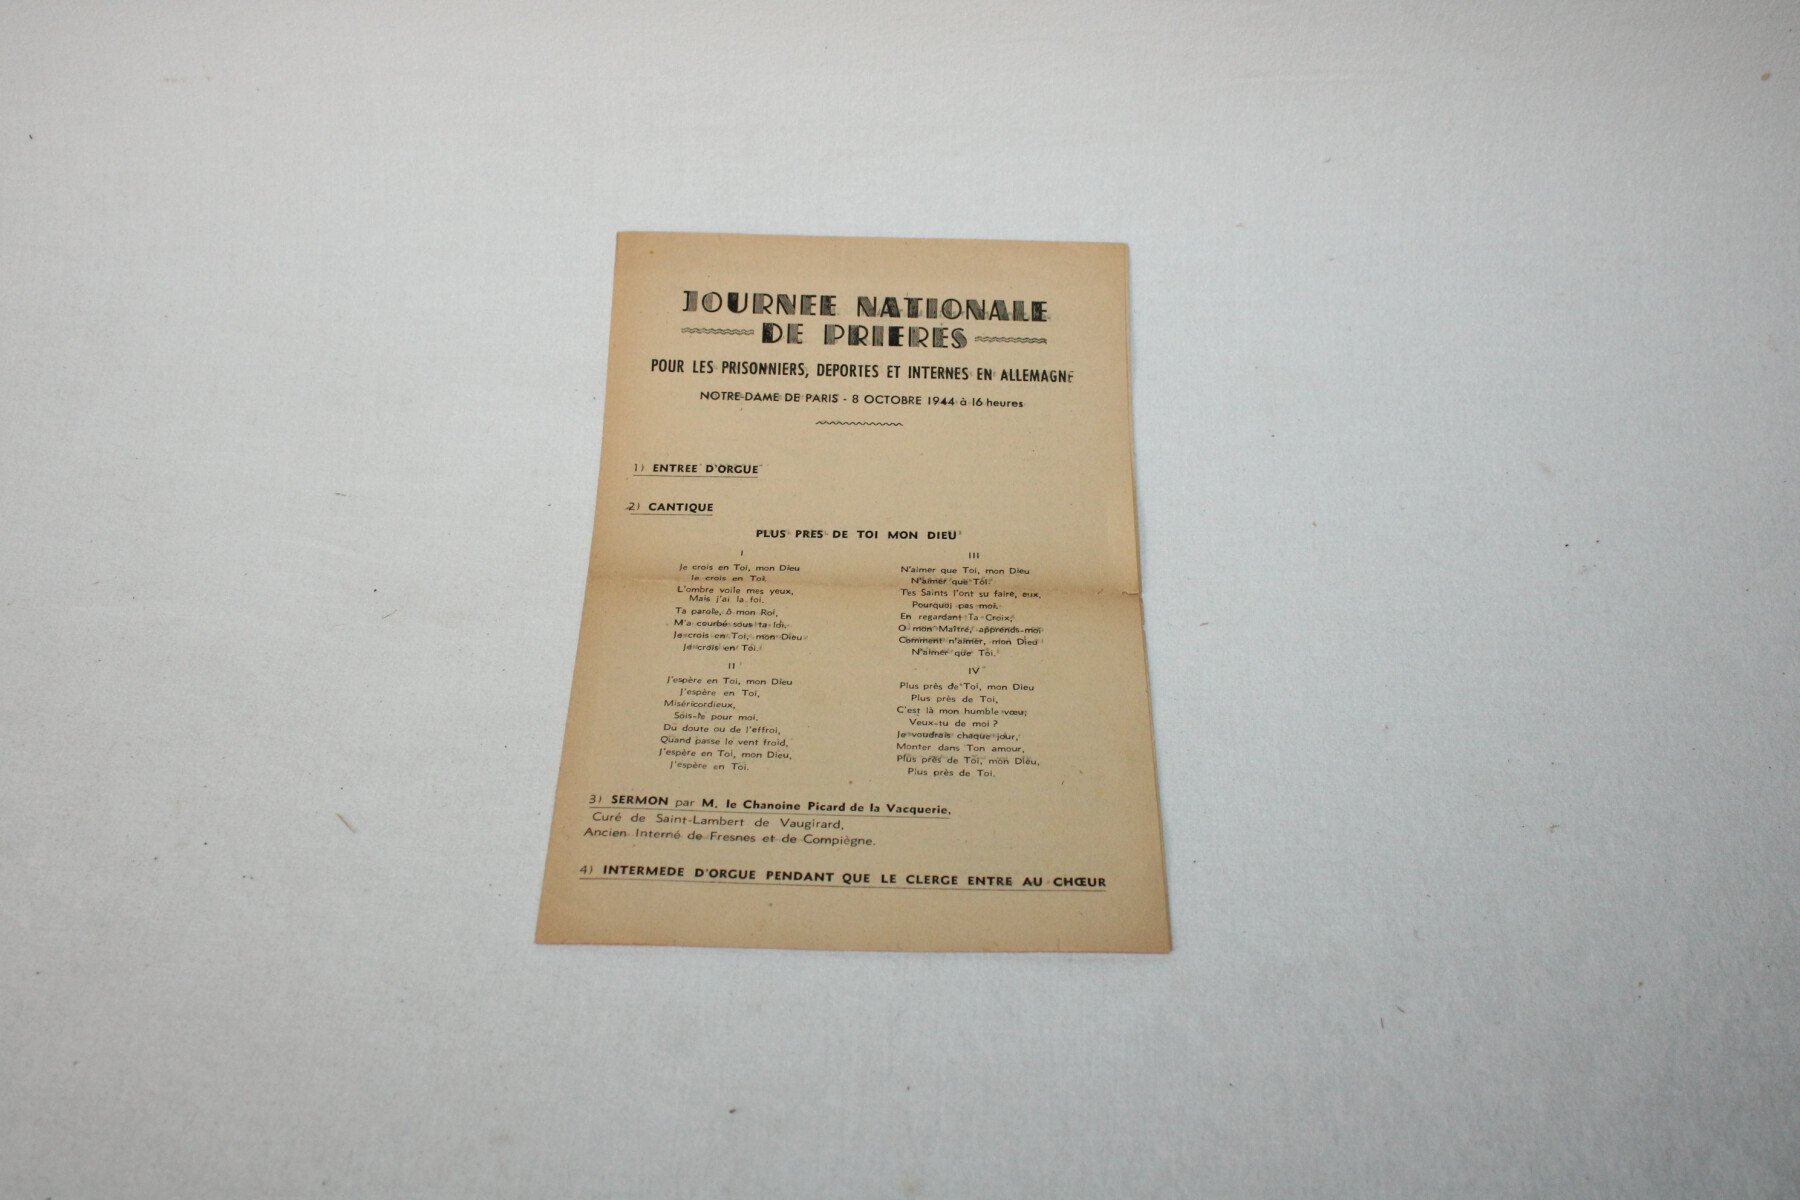 JOURNEE NATIONALE
DE PRIERES
POUR LES PRISONNIERS, DEPORTES ET INTERNES EN ALLEMAGNE
NOTRE-DAME DE PARIS - 8 OCTOBRE 1944 à 16 heures
1) ENTREE D'ORGUE
2) CANTIQUE
PLUS PRES DE TOI MON DIEU
I
Je crois en Toi, mon Dieu
Je crois en Toi.
L'ombre voile mes yeux,
Mais j'ai la foi.
Ta parole, ô mon Roi,
M'a courbé sous ta loi.
Je crois en Toi, mon Dieu
Je crois en Toi.
II
J'espère en Toi, mon Dieu
J'espère en Toi,
Miséricordieux,
Sois-le pour moi.
Du doute ou de l'effroi,
Quand passe le vent froid,
J'espère en Toi, mon Dieu,
J'espère en Toi.
III
N'aimer que Toi, mon Dieu
N'aimer que Toi.
Tes Saints l'ont su faire, eux,
Pourquoi pas moi.
En regardant Ta Croix,
O mon Maître, apprends-moi
Comment n'aimer, mon Dieu
N'aimer que Toi.
IV
Plus près de Toi, mon Dieu
Plus près de Toi,
C'est là mon humble vœu;
Veux-tu de moi ?
Je voudrais chaque jour,
Monter dans Ton amour,
Plus près de Toi, mon Dieu,
Plus près de Toi.
3) SERMON par M. le Chanoine Picard de la Vacquerie,
Curé de Saint-Lambert de Vaugirard,
Ancien Interné de Fresnes et de Compiègne.
4) INTERMEDE D'ORGUE PENDANT QUE LE CLERGE ENTRE AU CHŒUR